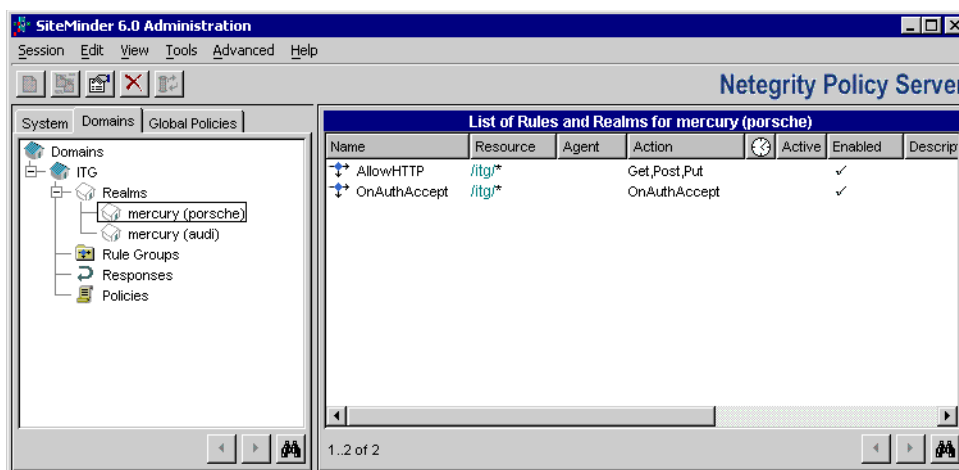 SiteMinder 6.0 Administration
Session Edit View Tools Advanced Help
Netegrity Policy Server
System Domains Global Policies
Domains
ITG
Realms
mercury (porsche)
mercury (audi)
Rule Groups
Responses
Policies
List of Rules and Realms for mercury (porsche)
Name Resource Agent Action Active Enabled Descrip
AllowHTTP /itg/* Get,Post,Put
OnAuthAccept /itg/* OnAuthAccept
1..2 of 2